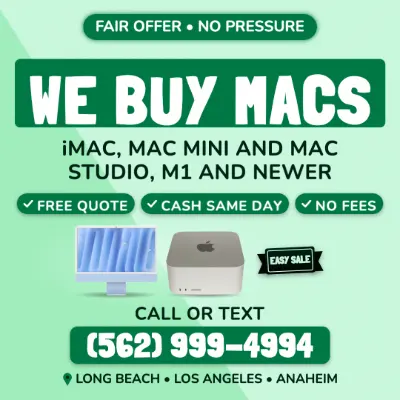 FAIR OFFER • NO PRESSURE
WE BUY MACS
iMAC, MAC MINI AND MAC
STUDIO, M1 AND NEWER
✓ FREE QUOTE ✓ CASH SAME DAY ✓ NO FEES
EASY SALE
CALL OR TEXT
(562) 999-4994
LONG BEACH • LOS ANGELES • ANAHEIM